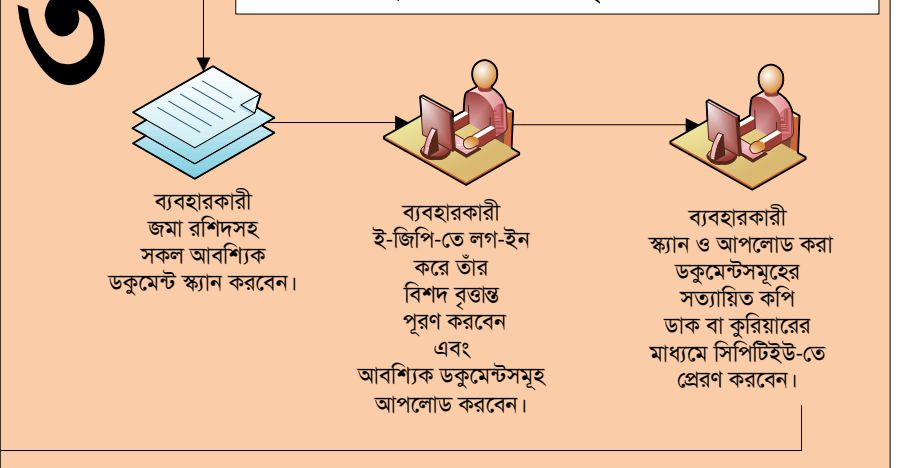 ৩
ব্যবহারকারী
জমা রশিদসহ
সকল আবশ্যিক
ডকুমেন্ট স্ক্যান করবেন।
ব্যবহারকারী
ই-জিপি-তে লগ-ইন
করে তাঁর
বিশদ বৃত্তান্ত
পূরণ করবেন
এবং
আবশ্যিক ডকুমেন্টসমূহ
আপলোড করবেন।
ব্যবহারকারী
স্ক্যান ও আপলোড করা
ডকুমেন্টসমূহের
সত্যায়িত কপি
ডাক বা কুরিয়ারের
মাধ্যমে সিপিটিইউ-তে
প্রেরণ করবেন।